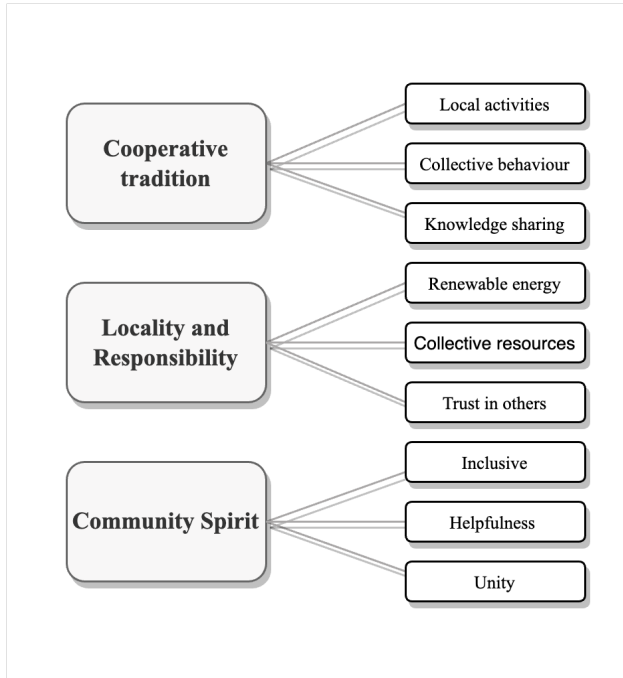 Cooperative
tradition
Local activities
Collective behaviour
Knowledge sharing
Locality and
Responsibility
Renewable energy
Collective resources
Trust in others
Community Spirit
Inclusive
Helpfulness
Unity